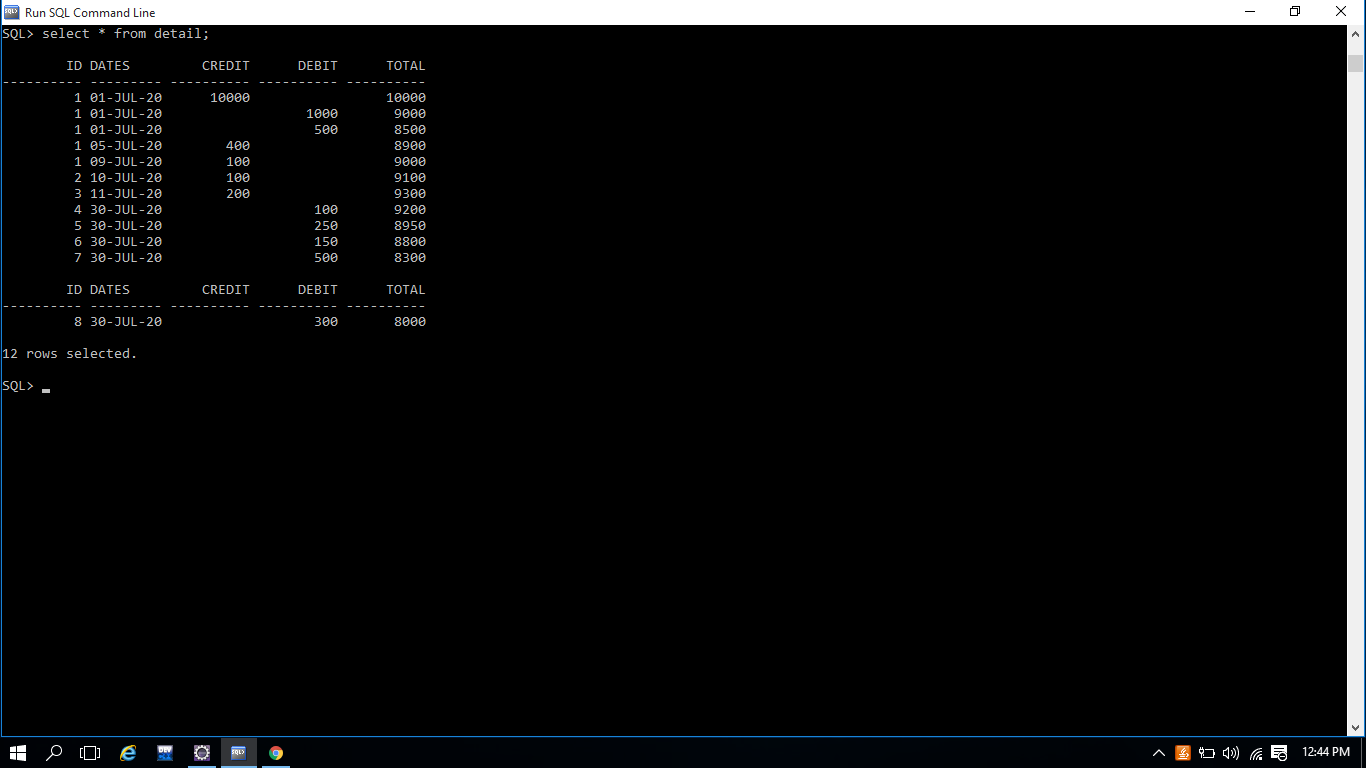 Run SQL Command Line
SQL> select * from detail;
        ID DATES         CREDIT      DEBIT      TOTAL
---------- --------- ---------- ---------- ----------
         1 01-JUL-20      10000                 10000
         1 01-JUL-20                  1000       9000
         1 01-JUL-20                   500       8500
         1 05-JUL-20        400                  8900
         1 09-JUL-20        100                  9000
         2 10-JUL-20        100                  9100
         3 11-JUL-20        200                  9300
         4 30-JUL-20                   100       9200
         5 30-JUL-20                   250       8950
         6 30-JUL-20                   150       8800
         7 30-JUL-20                   500       8300
        ID DATES         CREDIT      DEBIT      TOTAL
---------- --------- ---------- ---------- ----------
         8 30-JUL-20                   300       8000
12 rows selected.
SQL>
12:44 PM